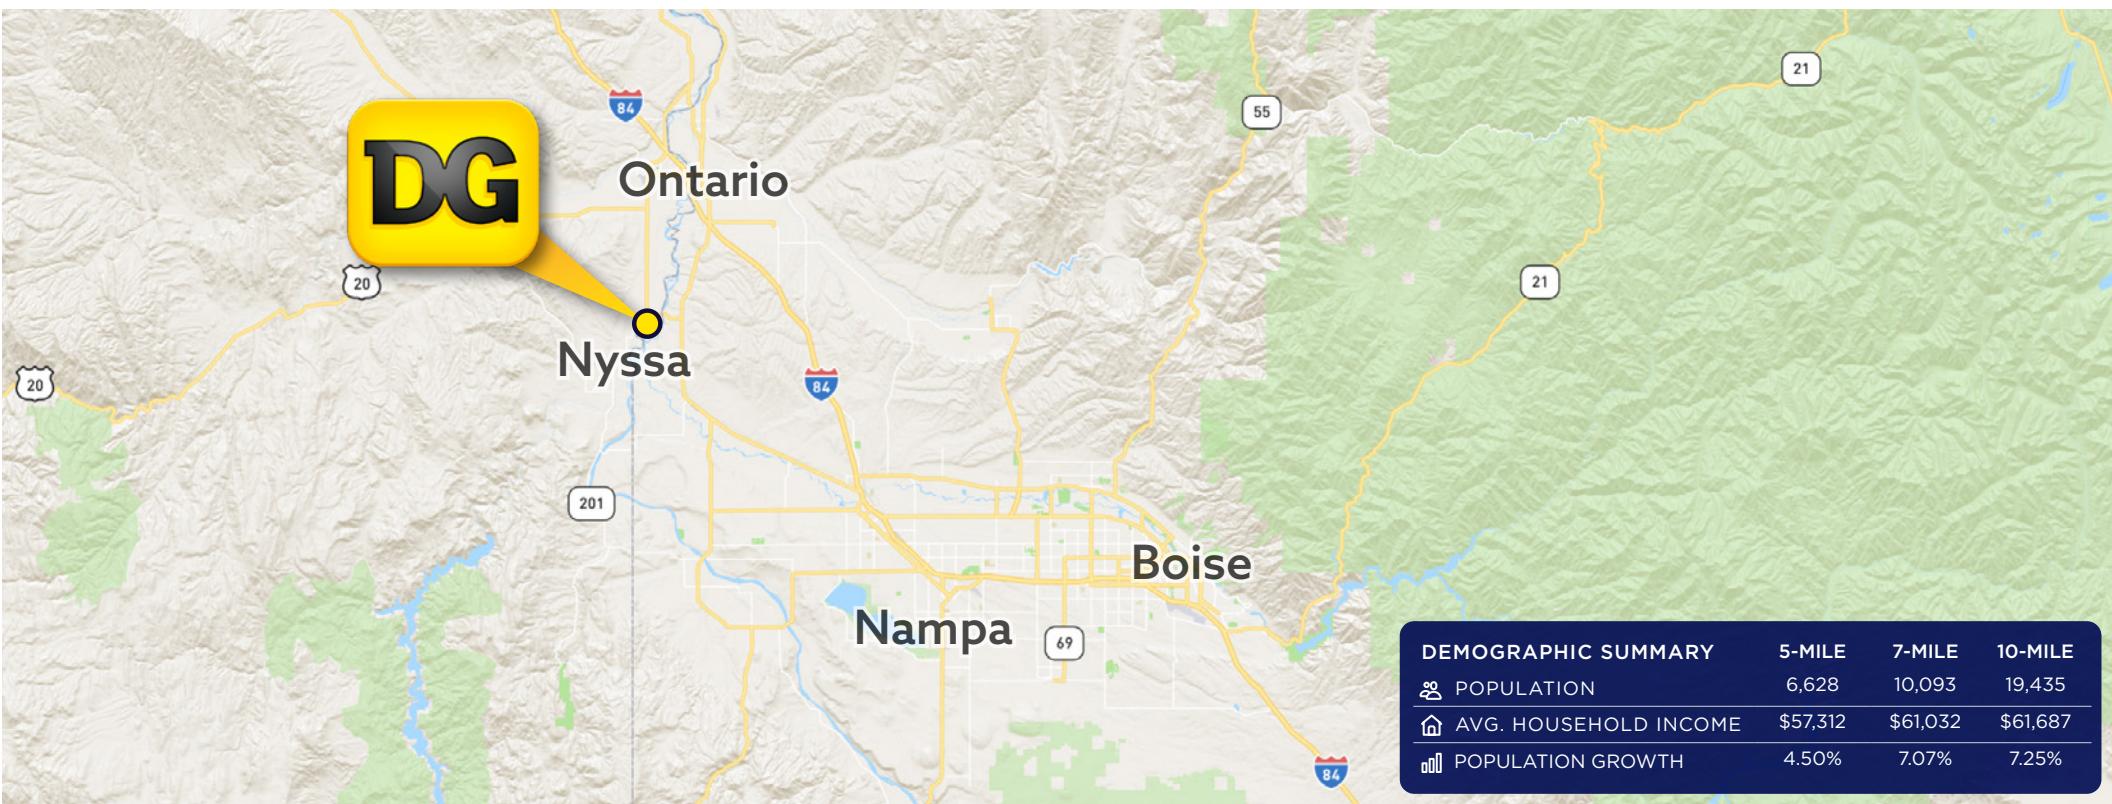 21
55
84
DG
Ontario
20
21
Nyssa
20
84
201
Boise
Nampa
69
84
DEMOGRAPHIC SUMMARY 5-MILE 7-MILE 10-MILE
POPULATION 6,628 10,093 19,435
AVG. HOUSEHOLD INCOME $57,312 $61,032 $61,687
POPULATION GROWTH 4.50% 7.07% 7.25%